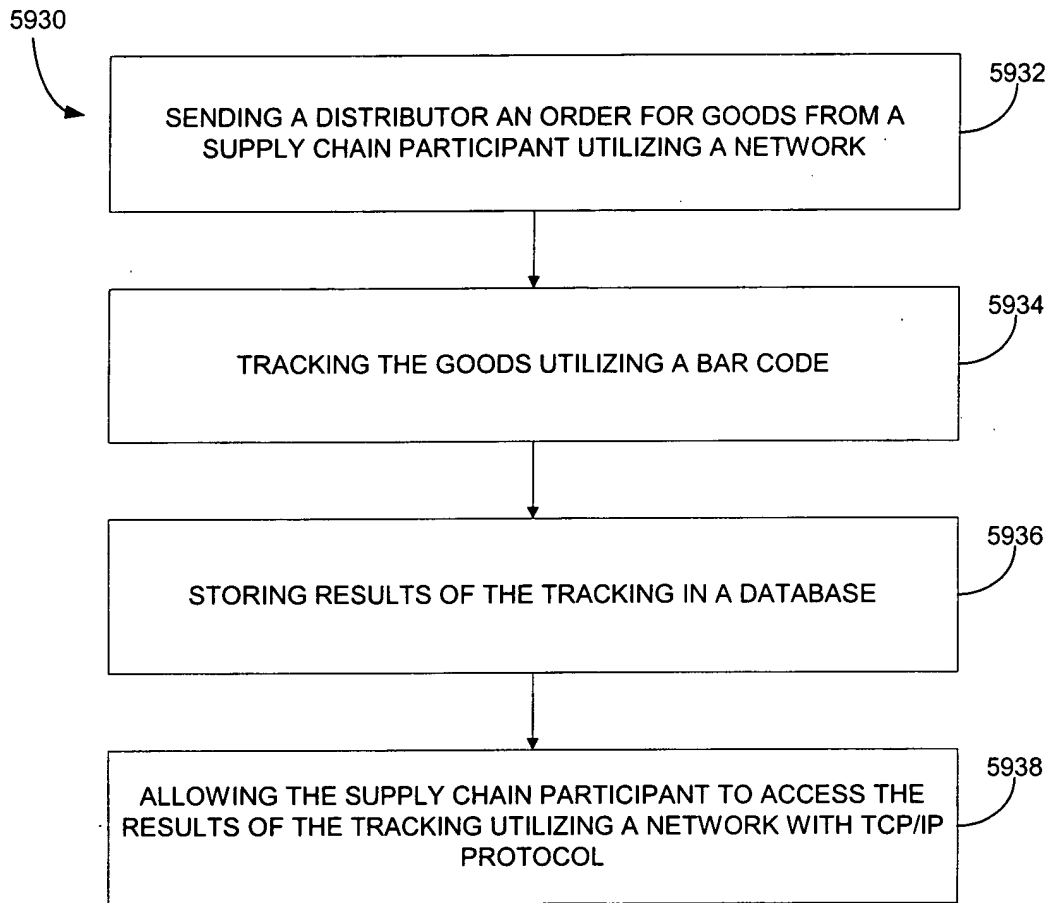 5930
5932
SENDING A DISTRIBUTOR AN ORDER FOR GOODS FROM A
SUPPLY CHAIN PARTICIPANT UTILIZING A NETWORK
5934
TRACKING THE GOODS UTILIZING A BAR CODE
5936
STORING RESULTS OF THE TRACKING IN A DATABASE
5938
ALLOWING THE SUPPLY CHAIN PARTICIPANT TO ACCESS THE
RESULTS OF THE TRACKING UTILIZING A NETWORK WITH TCP/IP
PROTOCOL